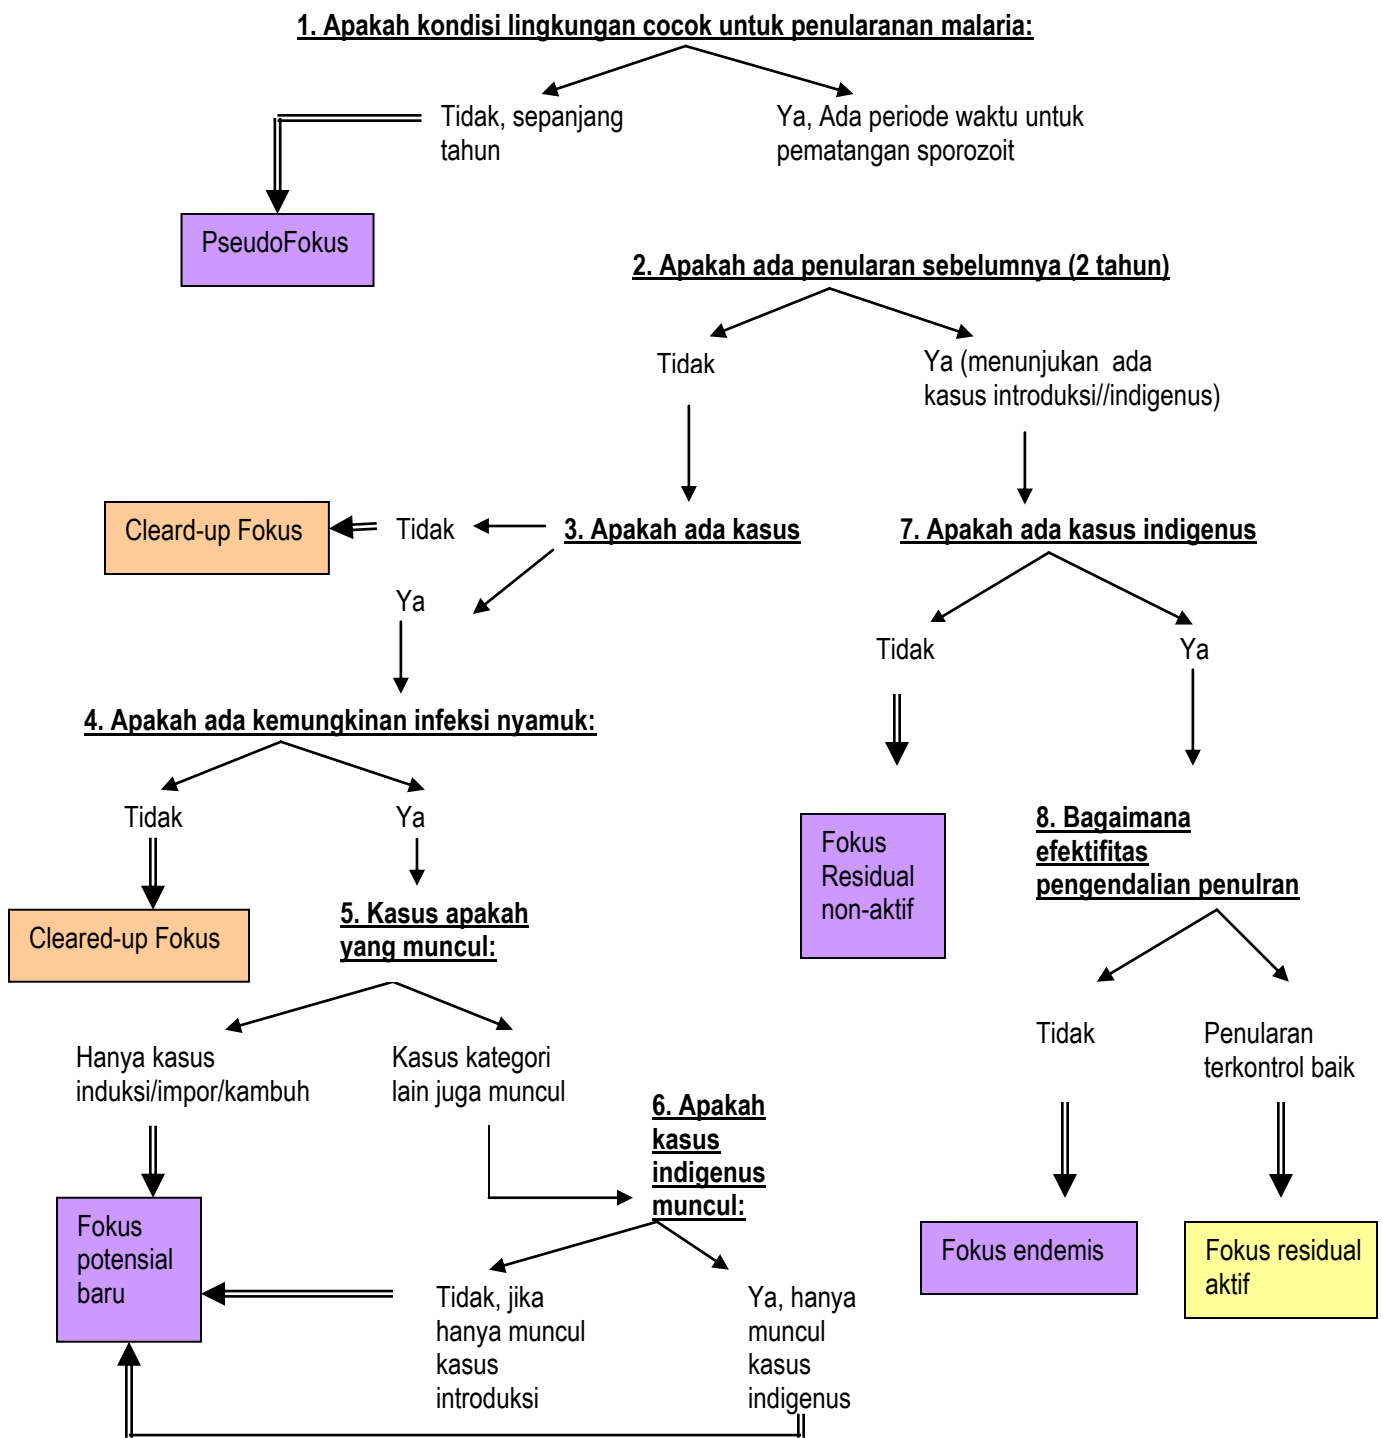 1. Apakah kondisi lingkungan cocok untuk penularanan malaria:
Tidak, sepanjang
tahun
Ya, Ada periode waktu untuk
pematangan sporozoit
PseudoFokus
2. Apakah ada penularan sebelumnya (2 tahun)
Tidak
Ya (menunjukan  ada
kasus introduksi//indigenus)
Cleard-up Fokus
Tidak
3. Apakah ada kasus
7. Apakah ada kasus indigenus
Ya
Tidak
Ya
4. Apakah ada kemungkinan infeksi nyamuk:
Tidak
Ya
Fokus
Residual
non-aktif
8. Bagaimana
efektifitas
pengendalian penulran
Cleared-up Fokus
5. Kasus apakah
yang muncul:
Tidak
Penularan
terkontrol baik
Hanya kasus
induksi/impor/kambuh
Kasus kategori
lain juga muncul
6. Apakah
kasus
indigenus
muncul:
Fokus
potensial
baru
Fokus endemis
Fokus residual
aktif
Tidak, jika
hanya muncul
kasus
introduksi
Ya, hanya
muncul
kasus
indigenus